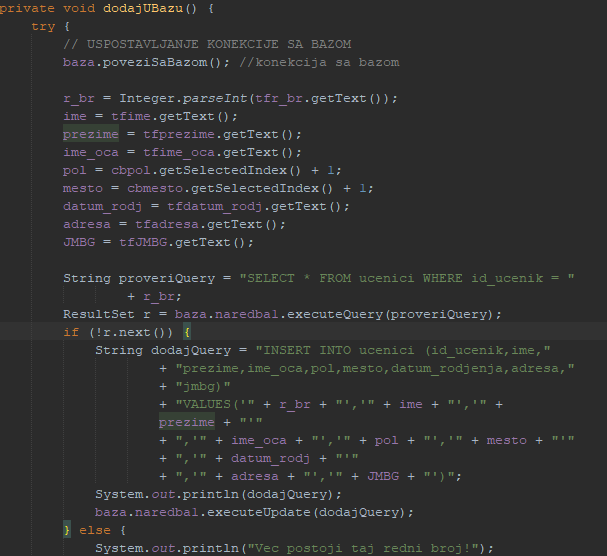 private void dodajUBazu() {
try {
// USPOSTAVLJANJE KONEKCIJE SA BAZOM
baza.poveziSaBazom(); //konekcija sa bazom
r_br = Integer.parseInt(tfr_br.getText());
ime = tfime.getText();
prezime = tfprezime.getText();
ime_oca = tfime_oca.getText();
pol = cbpol.getSelectedIndex() + 1;
mesto = cbmesto.getSelectedIndex() + 1;
datum_rodj = tfdatum_rodj.getText();
adresa = tfadresa.getText();
JMBG = tfJMBG.getText();
String proveriQuery = "SELECT * FROM ucenici WHERE id_ucenik = "
+ r_br;
ResultSet r = baza.naredba1.executeQuery(proveriQuery);
if (!r.next()) {
String dodajQuery = "INSERT INTO ucenici (id_ucenik,ime,"
+ "prezime,ime_oca,pol,mesto,datum_rodjenja,adresa,"
+ "jmbg)"
+ "VALUES('" + r_br + "','" + ime + "','" +
prezime + "'"
+ ",'" + ime_oca + "','" + pol + "','" + mesto + "'"
+ ",'" + datum_rodj + "'"
+ ",'" + adresa + "','" + JMBG + "')";
System.out.println(dodajQuery);
baza.naredba1.executeUpdate(dodajQuery);
} else {
System.out.println("Vec postoji taj redni broj!");